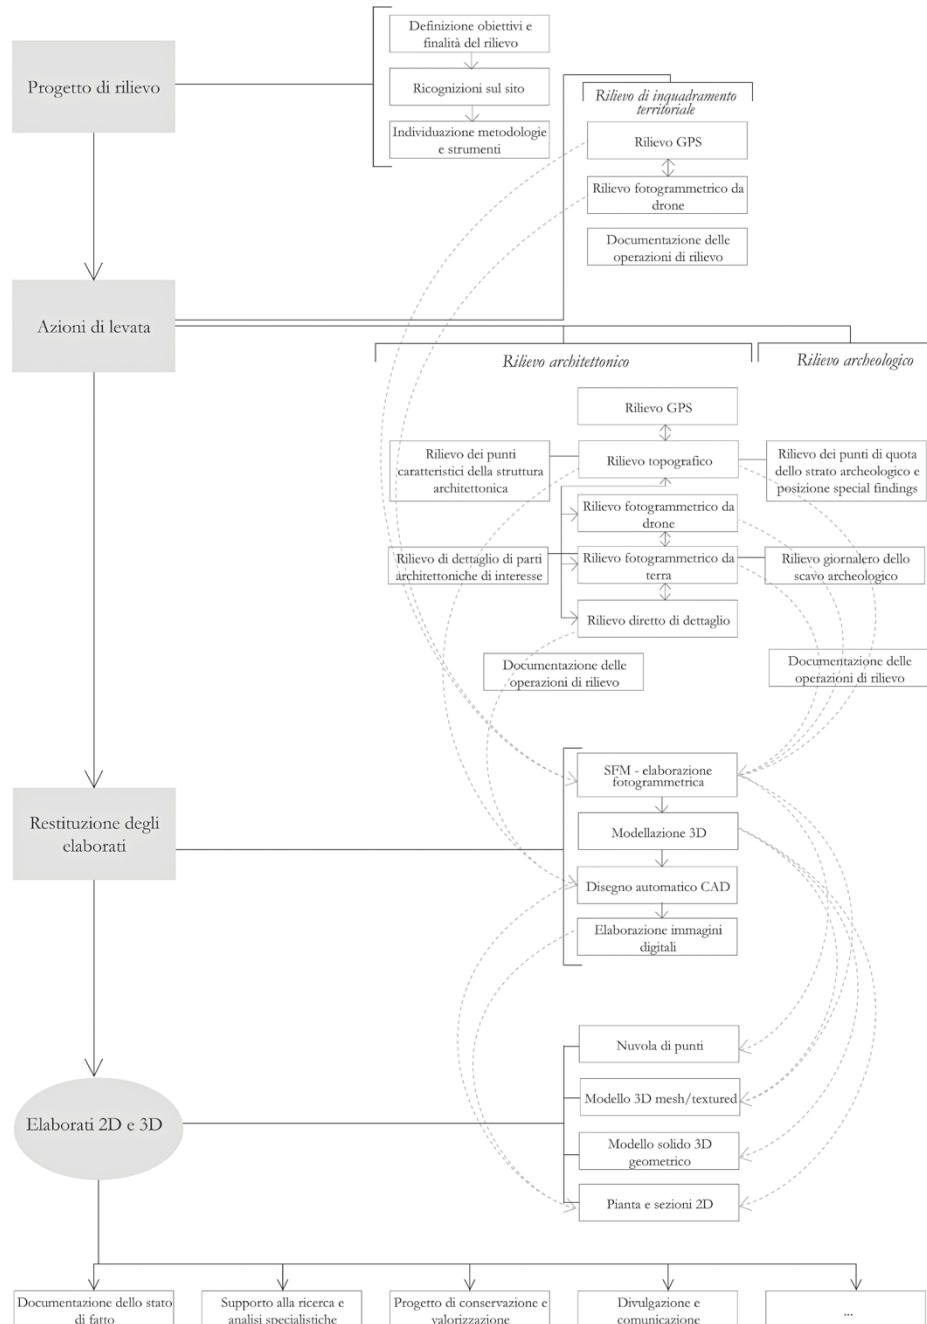 Definizione obiettivi e
finalità del rilievo
Progetto di rilievo
Ricognizioni sul sito
Individuazione metodologie
e strumenti
Rilievo di inquadramento
territoriale
Rilievo GPS
Rilievo fotogrammetrico da
drone
Documentazione delle
operazioni di rilievo
Azioni di levata
Rilievo architettonico
Rilievo archeologico
Rilievo GPS
Rilievo dei punti
caratteristici della struttura
architettonica
Rilievo topografico
Rilievo dei punti di quota
dello strato archeologico e
posizione special findings
Rilievo fotogrammetrico da
drone
Rilievo di dettaglio di parti
architettoniche di interesse
Rilievo fotogrammetrico da
terra
Rilievo giornalero dello
scavo archeologico
Rilievo diretto di dettaglio
Documentazione delle
operazioni di rilievo
Documentazione delle
operazioni di rilievo
Restituzione degli
elaborati
SFM - elaborazione
fotogrammetrica
Modellazione 3D
Disegno automatico CAD
Elaborazione immagini
digitali
Elaborati 2D e 3D
Nuvola di punti
Modello 3D mesh/textured
Modello solido 3D
geometrico
Pianta e sezioni 2D
Documentazione dello stato
di fatto
Supporto alla ricerca e
analisi specialistiche
Progetto di conservazione e
valorizzazione
Divulgazione e
comunicazione
...